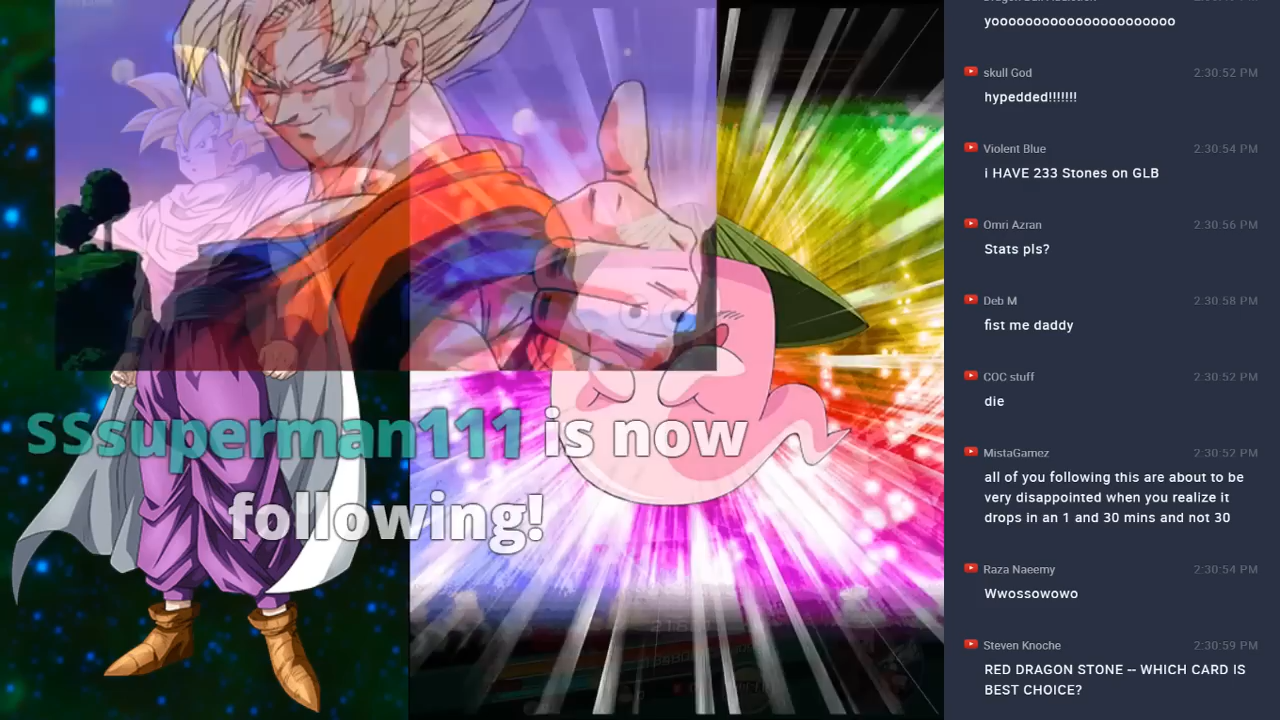 SSsuperman111 is now
following!
yooooooooooooooooooooooo
skull God 2:30:52 PM
hypedded!!!!!!!
Violent Blue 2:30:54 PM
i HAVE 233 Stones on GLB
Omri Azran 2:30:56 PM
Stats pls?
Deb M 2:30:58 PM
fist me daddy
COC stuff 2:30:52 PM
die
MistaGamez 2:30:52 PM
all of you following this are about to be
very disappointed when you realize it
drops in an 1 and 30 mins and not 30
Raza Naeemy 2:30:54 PM
Wwossowowo
Steven Knoche 2:30:59 PM
RED DRAGON STONE -- WHICH CARD IS
BEST CHOICE?